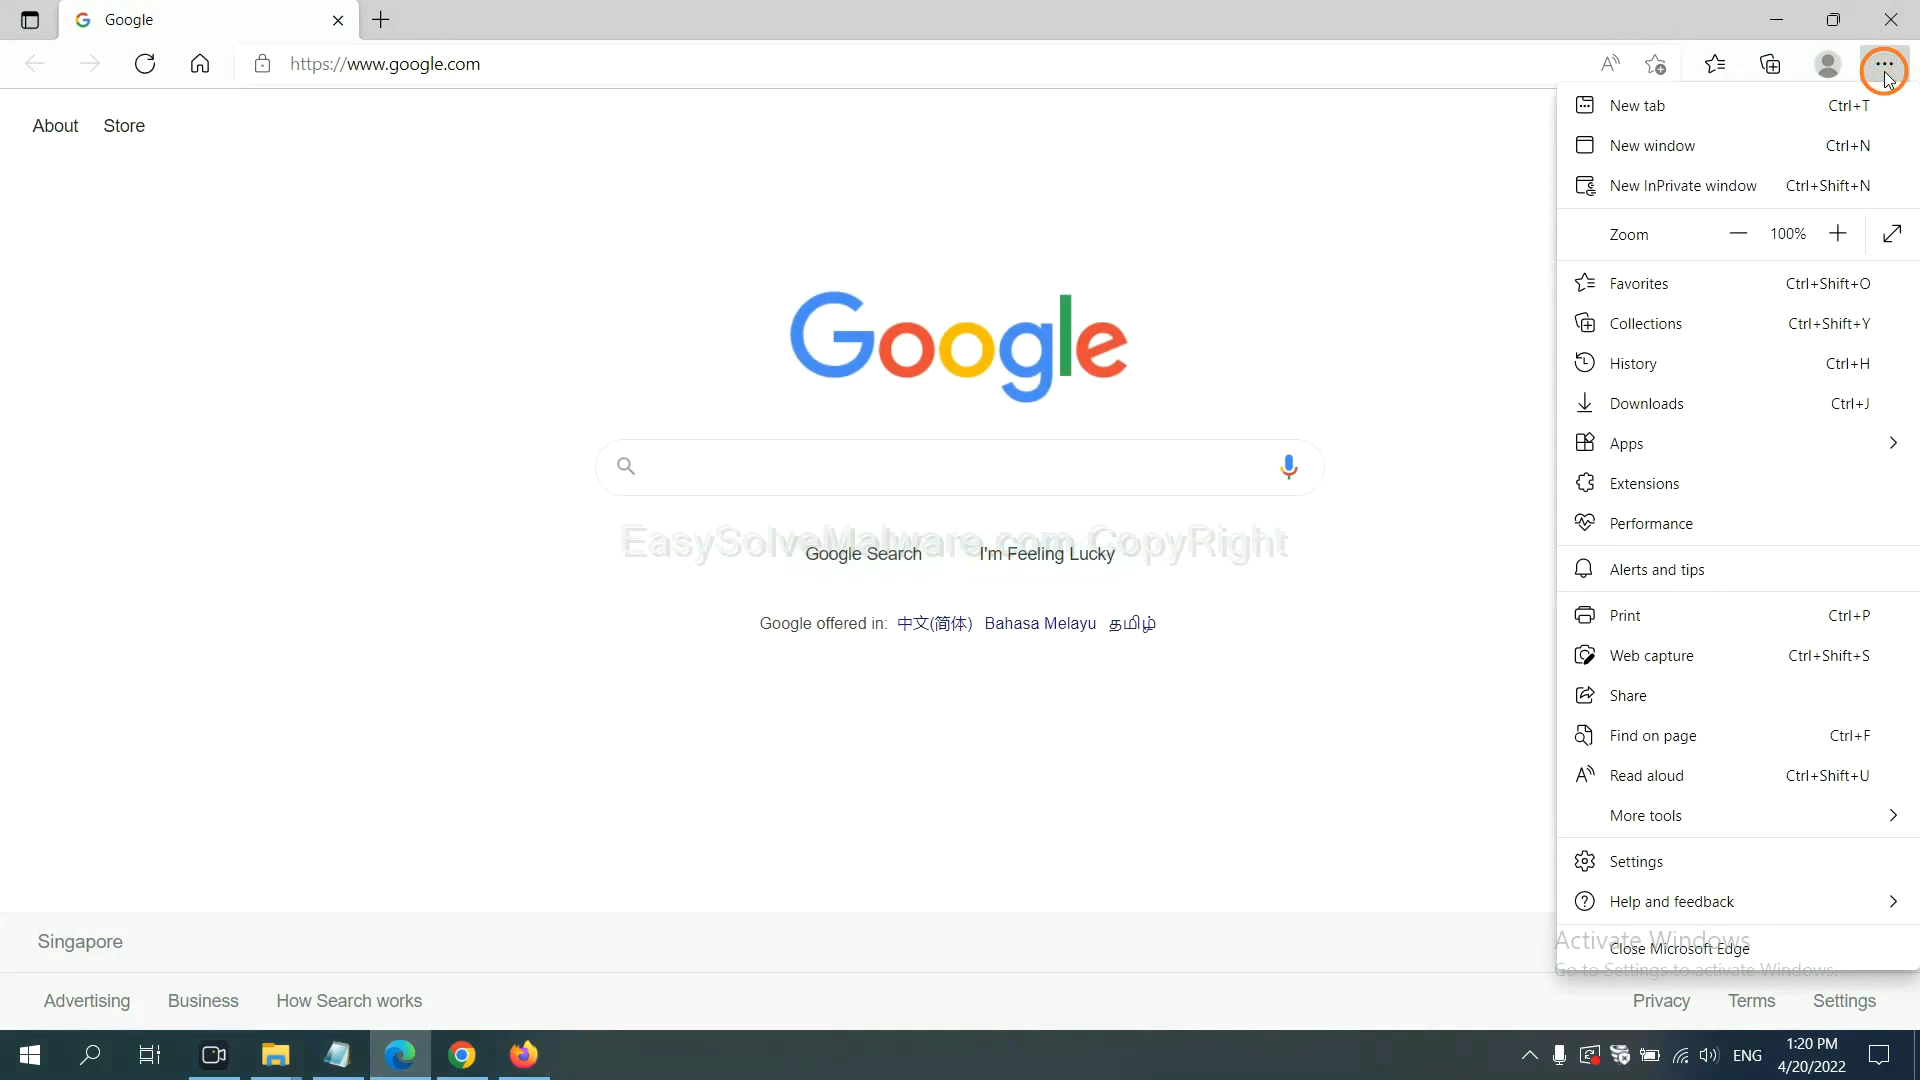 Google
https://www.google.com
About Store
New tab Ctrl+T
New window Ctrl+N
New InPrivate window Ctrl+Shift+N
Zoom 100%
Favorites Ctrl+Shift+O
Collections Ctrl+Shift+Y
History Ctrl+H
Downloads Ctrl+J
Apps
Extensions
Performance
Alerts and tips
Print Ctrl+P
Web capture Ctrl+Shift+S
Share
Find on page Ctrl+F
Read aloud Ctrl+Shift+U
More tools
Settings
Help and feedback
Close Microsoft Edge
Google
EasySolveMalware.com CopyRight
Google Search I'm Feeling Lucky
Google offered in: 中文(简体) Bahasa Melayu தமிழ்
Activate Windows
Go to Settings to activate Windows.
Singapore
Advertising Business How Search works Privacy Terms Settings
ENG
1:20 PM
4/20/2022